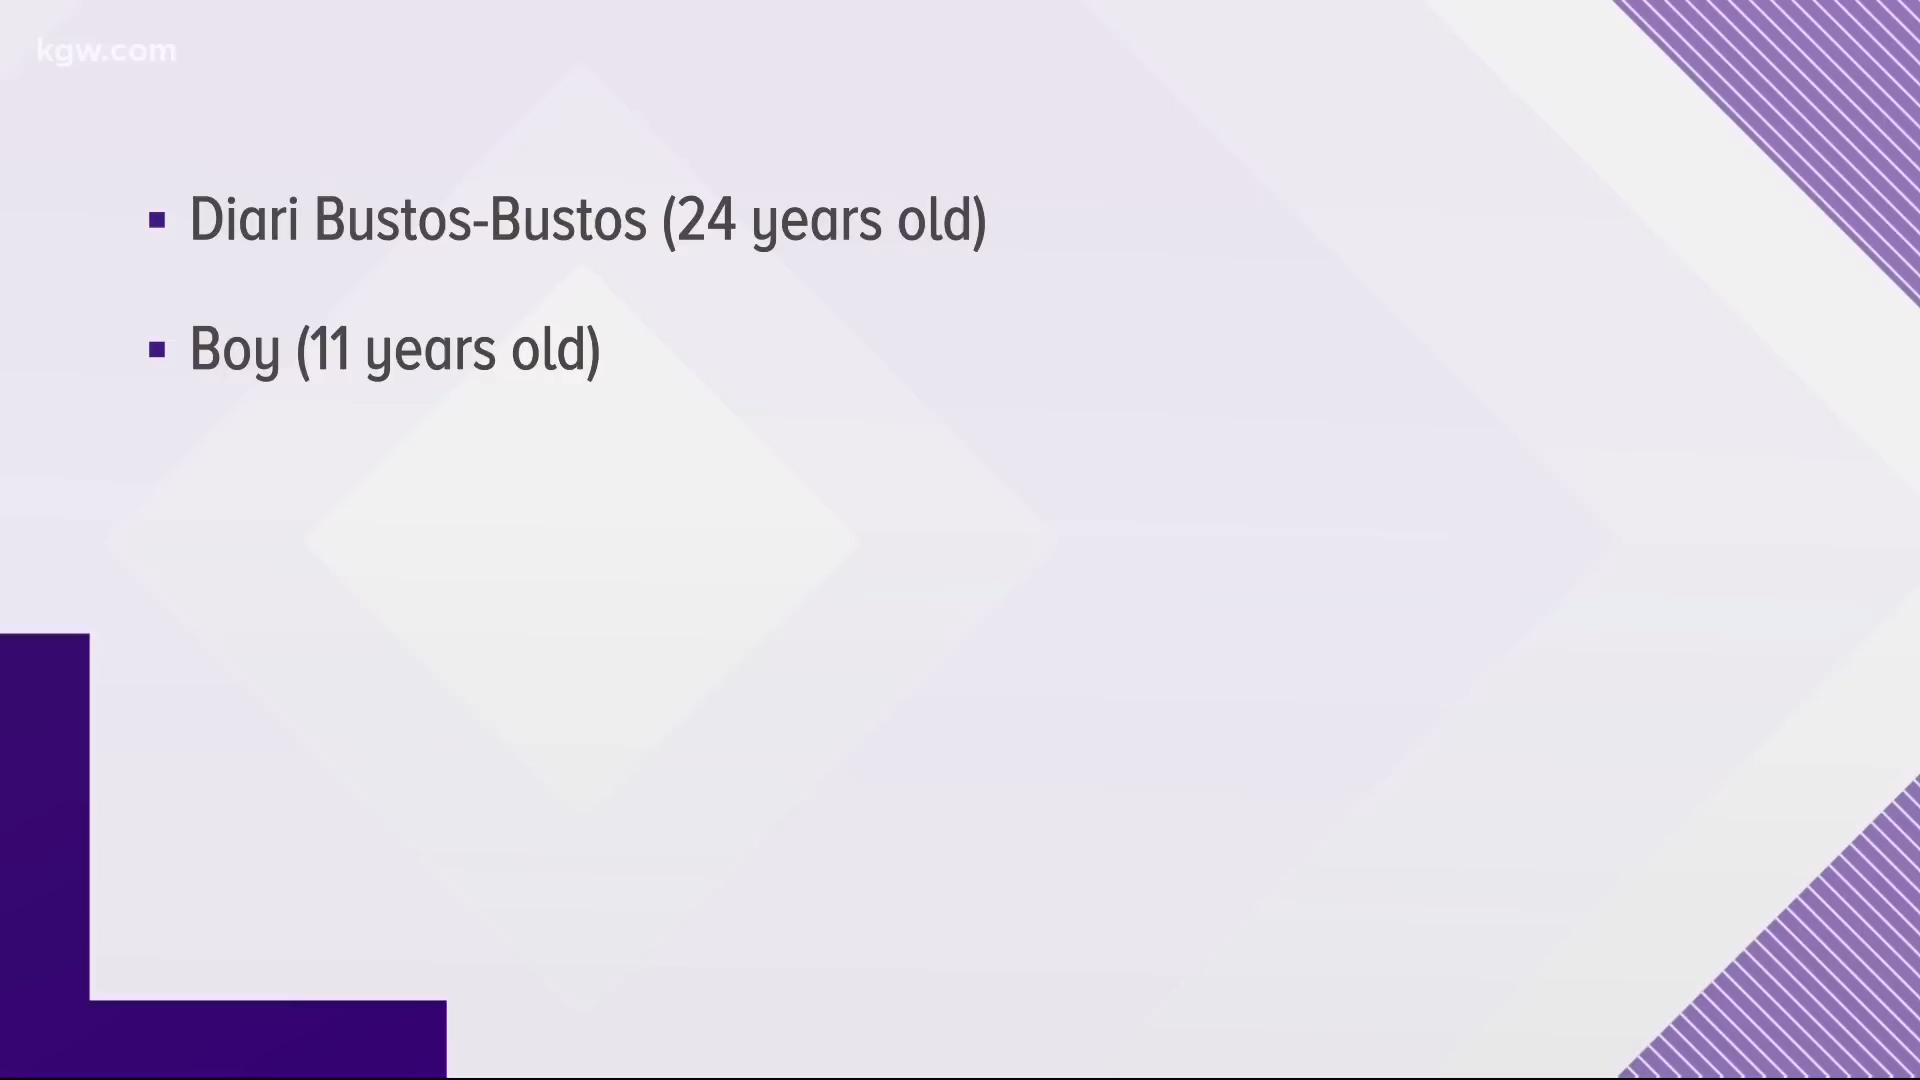 kgw.com
Diari Bustos-Bustos (24 years old)
Boy (11 years old)